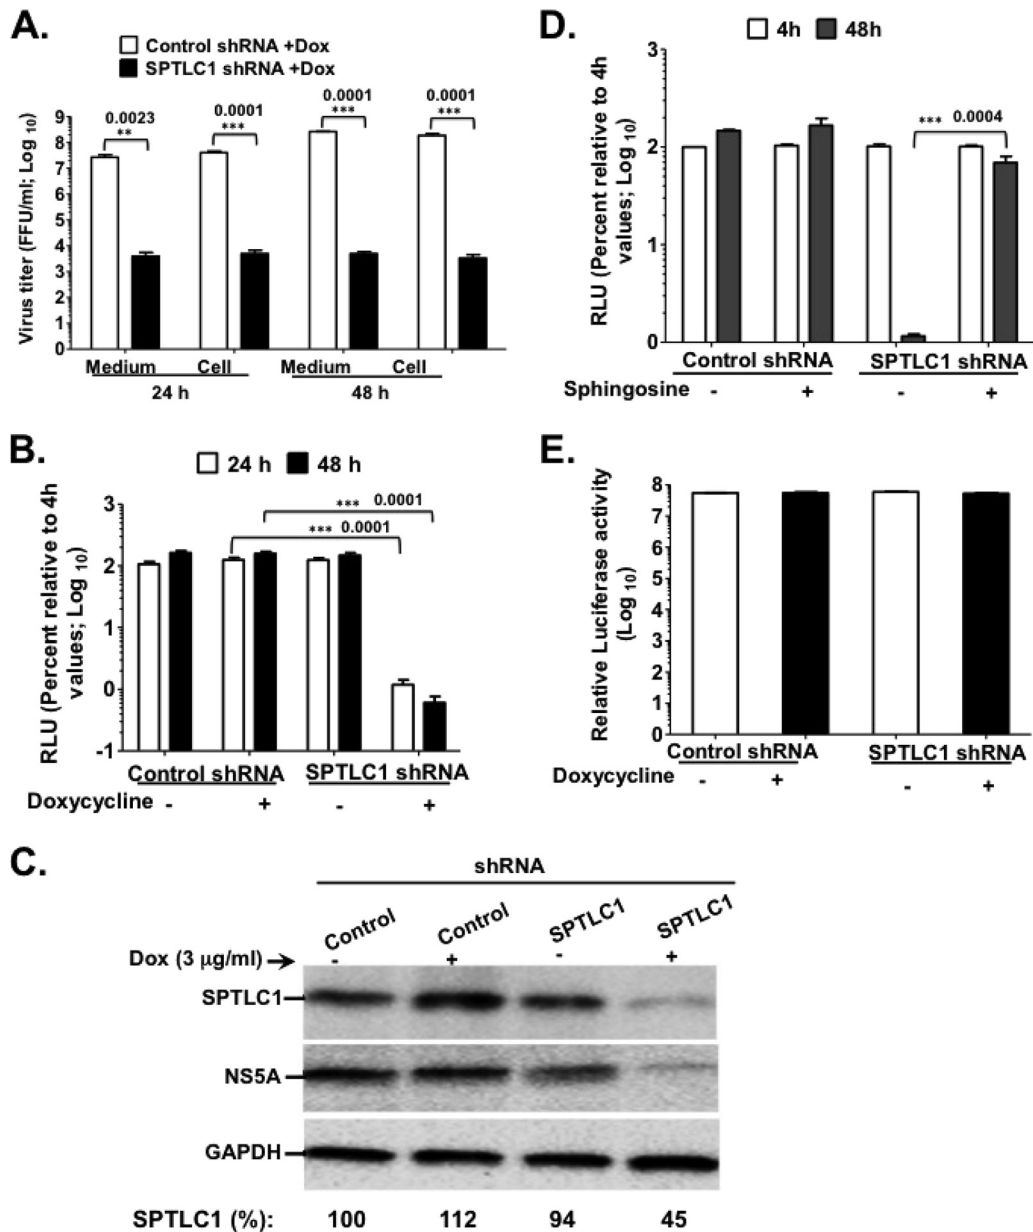 A.
Control shRNA +Dox
SPTLC1 shRNA +Dox
Virus titer (FFU/ml; Log 10)
9
8
7
6
5
4
3
2
1
0
0.0023
**
0.0001
***
0.0001
***
0.0001
***
Medium Cell Medium Cell
24 h 48 h
D.
4h 48h
RLU (Percent relative to 4h
values; Log 10)
3
2
1
0
*** 0.0004
Control shRNA SPTLC1 shRNA
Sphingosine - + - +
B.
24 h 48 h
RLU (Percent relative to 4h
values; Log 10)
3
2
1
0
-1
*** 0.0001
*** 0.0001
Control shRNA SPTLC1 shRNA
Doxycycline - + - +
E.
Relative Luciferase activity
(Log 10)
8
7
6
5
4
3
2
1
0
Control shRNA SPTLC1 shRNA
Doxycycline - + - +
C.
shRNA
Control Control SPTLC1 SPTLC1
Dox (3 μg/ml) - + - +
SPTLC1
NS5A
GAPDH
SPTLC1 (%): 100 112 94 45